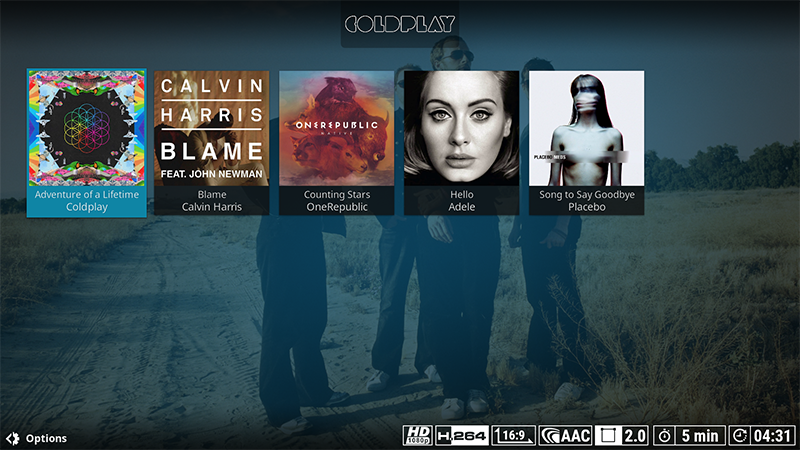 COLDPLAY
CALVIN
HARRIS
BLAME
FEAT. JOHN NEWMAN
ONEREPUBLIC
NATIVE
PLACEBO MEDS
Adventure of a Lifetime
Coldplay
Blame
Calvin Harris
Counting Stars
OneRepublic
Hello
Adele
Song to Say Goodbye
Placebo
Options
HD
1080p
H.264
16:9
AAC
2.0
5 min
04:31